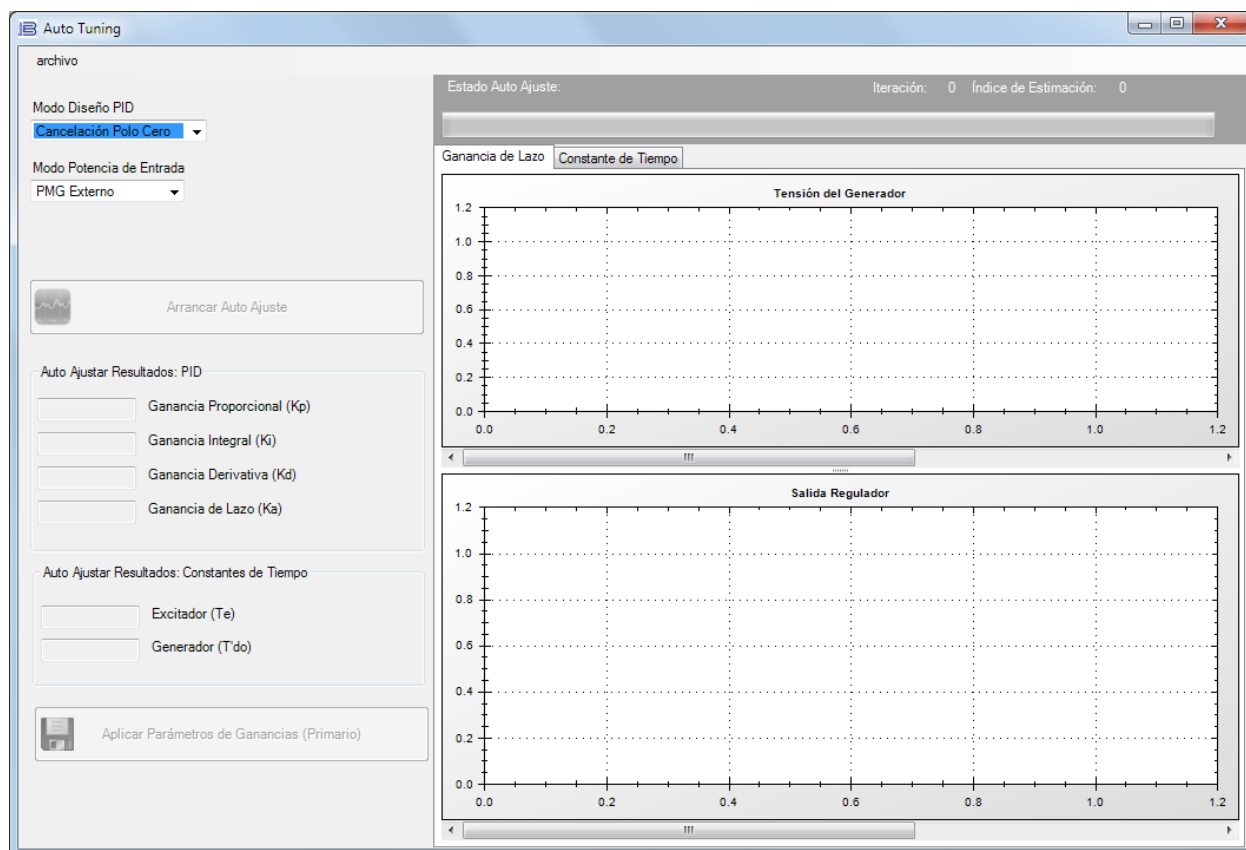 Auto Tuning
archivo
Modo Diseño PID
Cancelación Polo Cero
Modo Potencia de Entrada
PMG Externo
Arrancar Auto Ajuste
Auto Ajustar Resultados: PID
Ganancia Proporcional (Kp)
Ganancia Integral (Ki)
Ganancia Derivativa (Kd)
Ganancia de Lazo (Ka)
Auto Ajustar Resultados: Constantes de Tiempo
Excitador (Te)
Generador (T'do)
Aplicar Parámetros de Ganancias (Primario)
Estado Auto Ajuste: Iteración: 0 Índice de Estimación: 0
Ganancia de Lazo Constante de Tiempo
Tensión del Generador
1.2
1.0
0.8
0.6
0.4
0.2
0.0
0.0 0.2 0.4 0.6 0.8 1.0 1.2
Salida Regulador
1.2
1.0
0.8
0.6
0.4
0.2
0.0
0.0 0.2 0.4 0.6 0.8 1.0 1.2